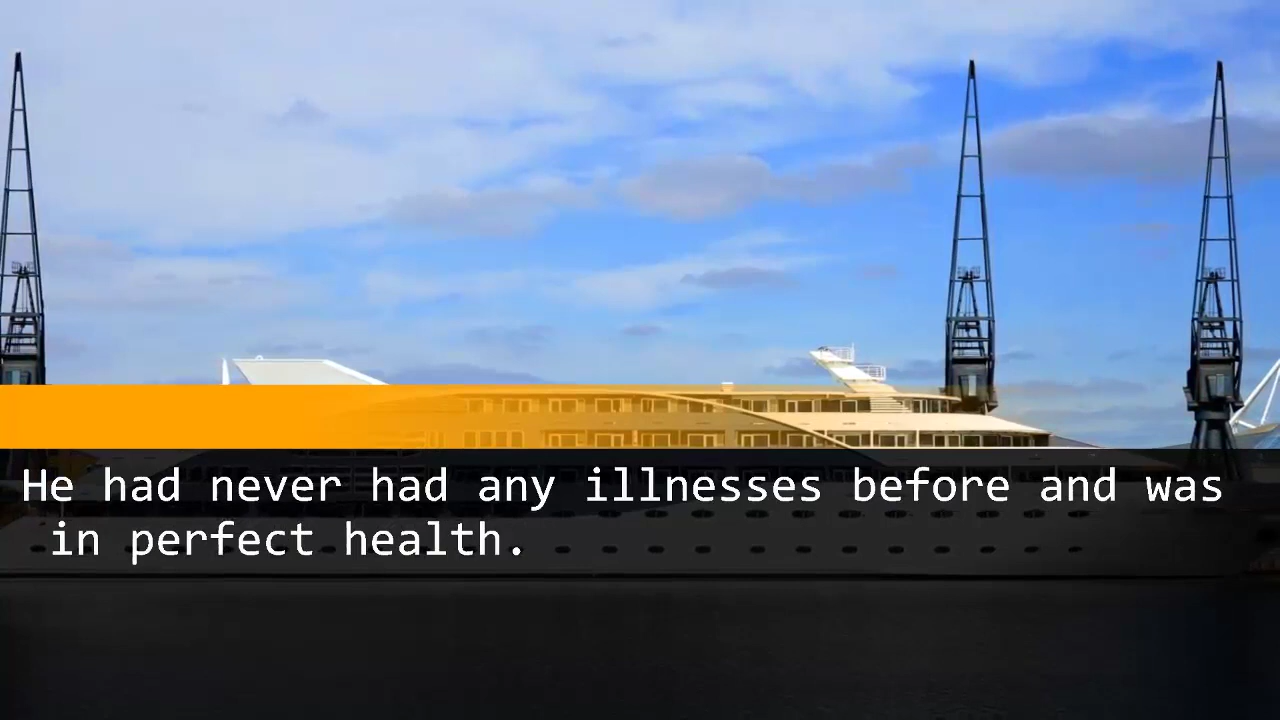 He had never had any illnesses before and was
in perfect health.